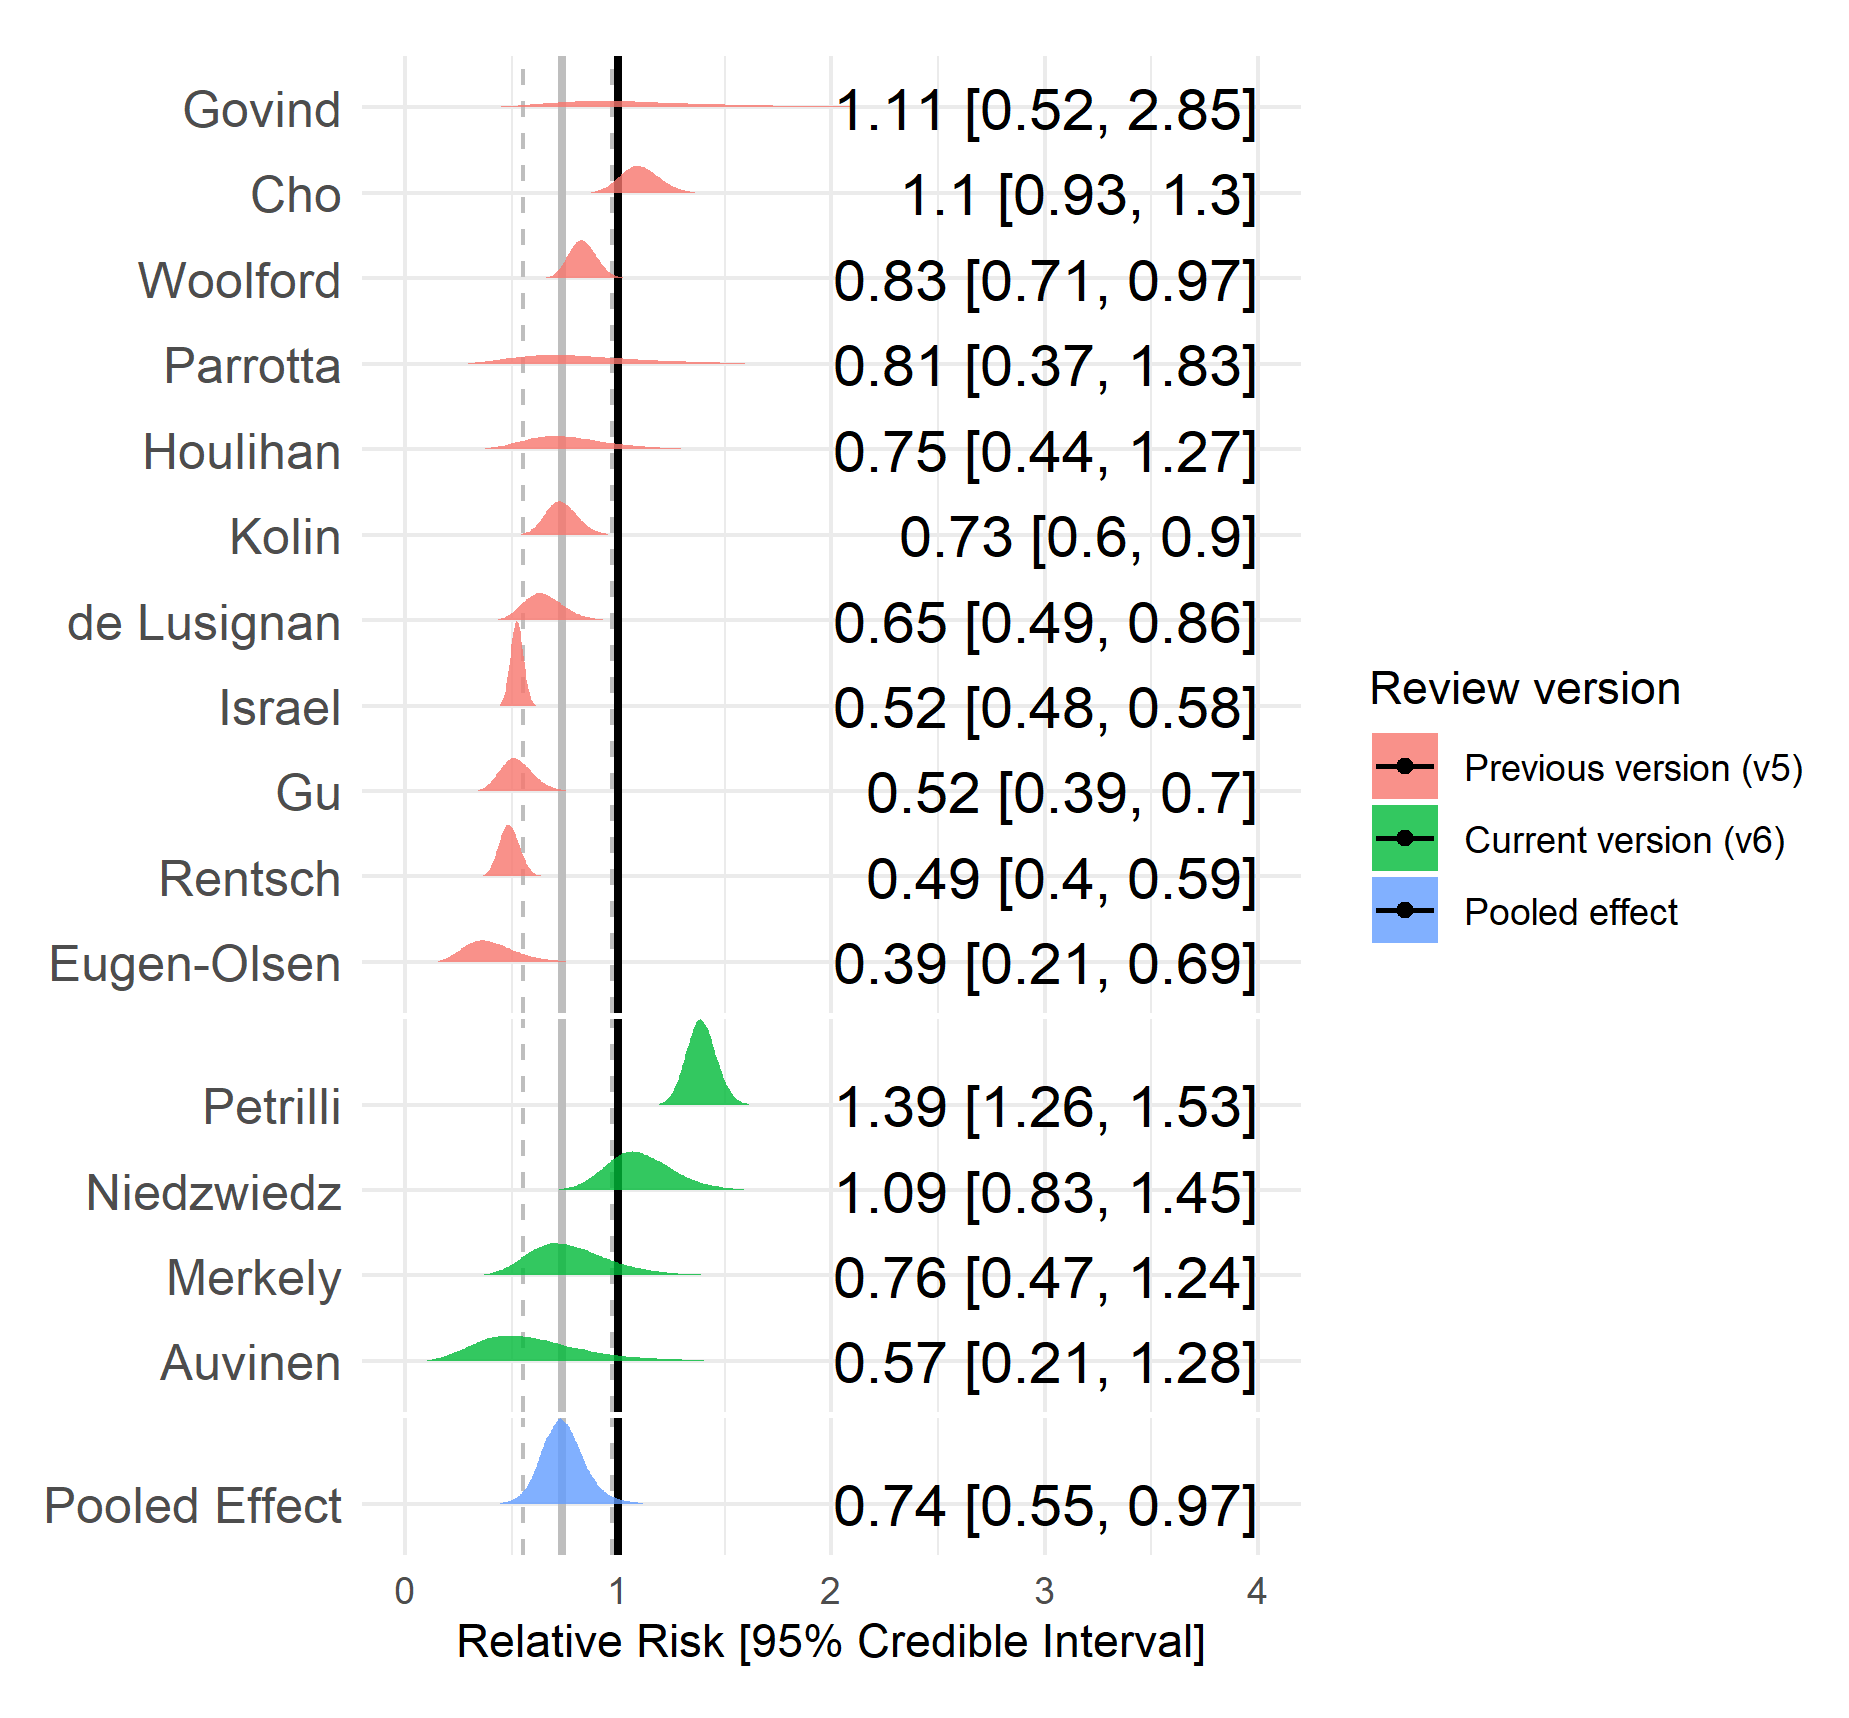 Govind 1.11 [0.52, 2.85]
Cho 1.1 [0.93, 1.3]
Woolford 0.83 [0.71, 0.97]
Parrotta 0.81 [0.37, 1.83]
Houlihan 0.75 [0.44, 1.27]
Kolin 0.73 [0.6, 0.9]
de Lusignan 0.65 [0.49, 0.86]
Israel 0.52 [0.48, 0.58]
Gu 0.52 [0.39, 0.7]
Rentsch 0.49 [0.4, 0.59]
Eugen-Olsen 0.39 [0.21, 0.69]
Petrilli 1.39 [1.26, 1.53]
Niedzwiedz 1.09 [0.83, 1.45]
Merkely 0.76 [0.47, 1.24]
Auvinen 0.57 [0.21, 1.28]
Pooled Effect 0.74 [0.55, 0.97]
0 1 2 3 4
Relative Risk [95% Credible Interval]
Review version
Previous version (v5)
Current version (v6)
Pooled effect